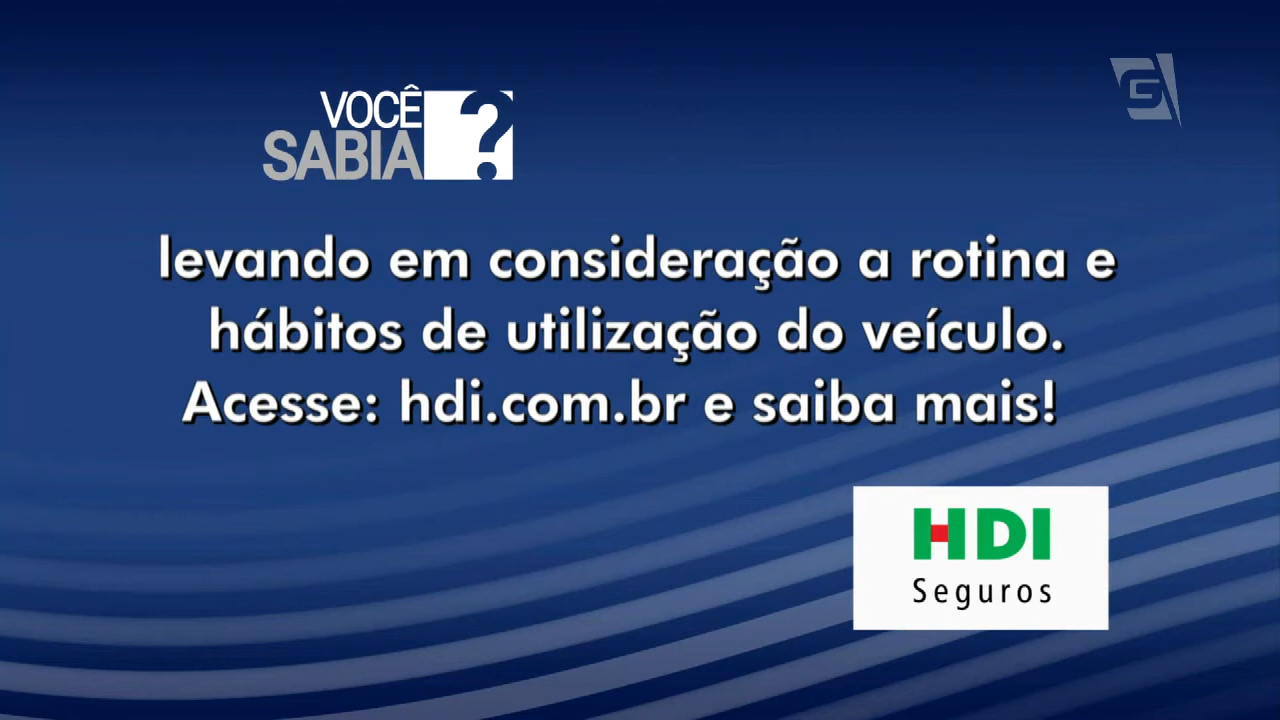 VOCÊ
SABIA ?
levando em consideração a rotina e
hábitos de utilização do veículo.
Acesse: hdi.com.br e saiba mais!
HDI
Seguros